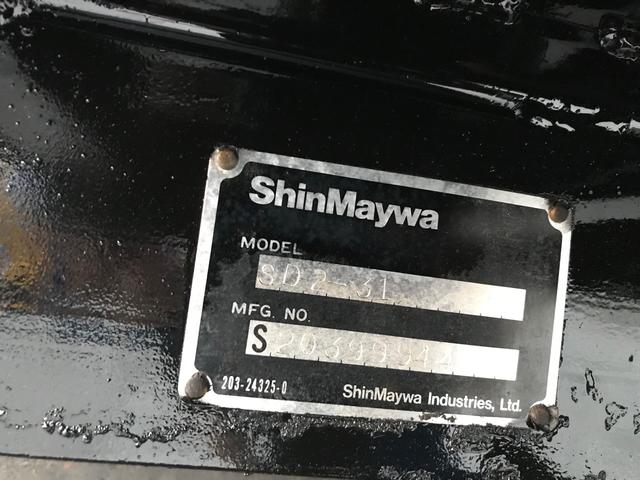 ShinMaywa
MODEL
SD2-31
MFG. NO.
S
203-24325-0
ShinMaywa Industries, Ltd.